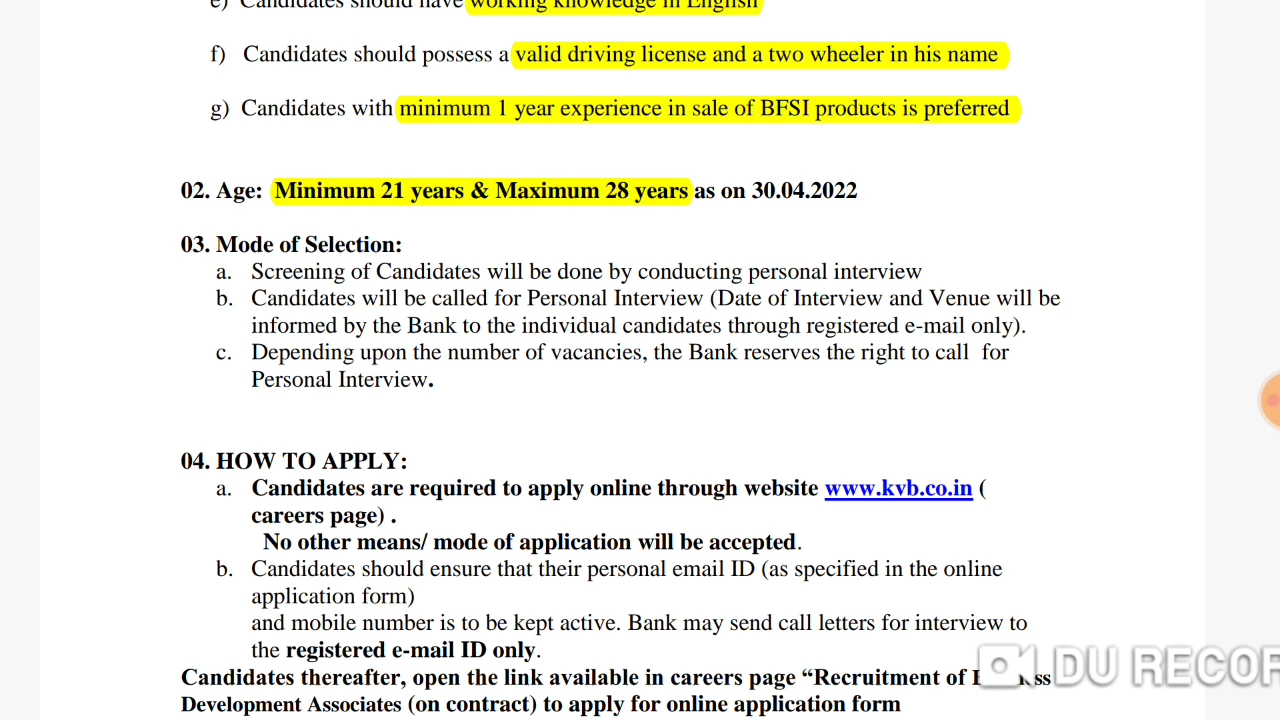 e) Candidates should have working knowledge in English
f) Candidates should possess a valid driving license and a two wheeler in his name
g) Candidates with minimum 1 year experience in sale of BFSI products is preferred
02. Age: Minimum 21 years & Maximum 28 years as on 30.04.2022
03. Mode of Selection:
a. Screening of Candidates will be done by conducting personal interview
b. Candidates will be called for Personal Interview (Date of Interview and Venue will be
informed by the Bank to the individual candidates through registered e-mail only).
c. Depending upon the number of vacancies, the Bank reserves the right to call for
Personal Interview.
04. HOW TO APPLY:
a. Candidates are required to apply online through website www.kvb.co.in (
careers page) .
No other means/ mode of application will be accepted.
b. Candidates should ensure that their personal email ID (as specified in the online
application form)
and mobile number is to be kept active. Bank may send call letters for interview to
the registered e-mail ID only.
Candidates thereafter, open the link available in careers page “Recruitment of
Development Associates (on contract) to apply for online application form
DU RECOR